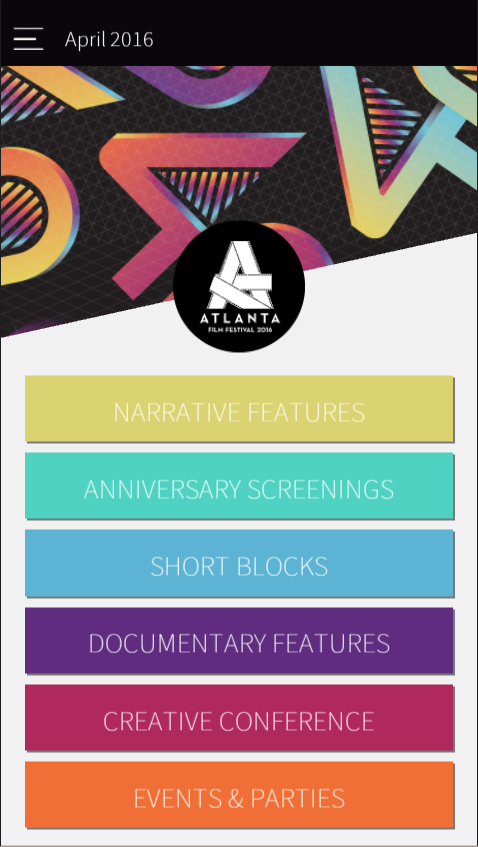 April 2016
ATLANTA
FILM FESTIVAL 2016
NARRATIVE FEATURES
ANNIVERSARY SCREENINGS
SHORT BLOCKS
DOCUMENTARY FEATURES
CREATIVE CONFERENCE
EVENTS & PARTIES